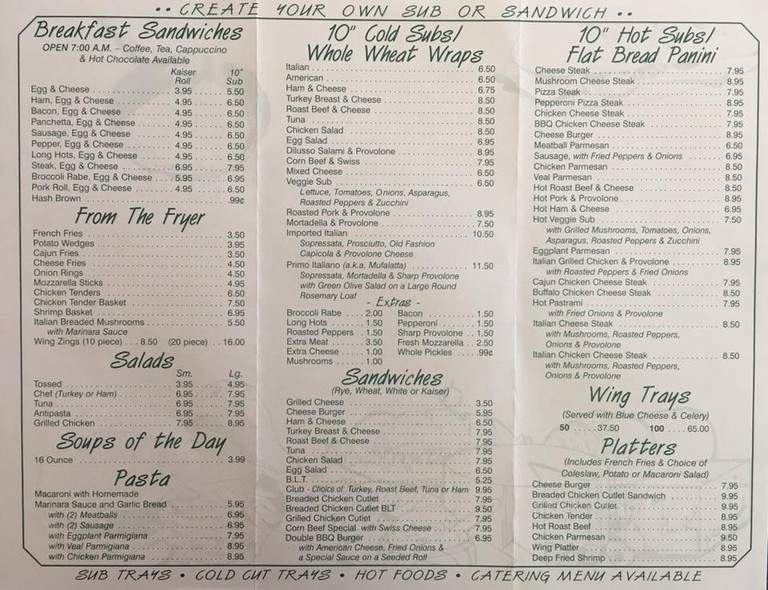 •• CREATE YOUR OWN SUB OR SANDWICH ••
Breakfast Sandwiches
OPEN 7:00 A.M. – Coffee, Tea, Cappuccino
& Hot Chocolate Available
Kaiser Roll 10" Sub
Egg & Cheese 3.95 5.50
Ham, Egg & Cheese 4.95 6.50
Bacon, Egg & Cheese 4.95 6.50
Panchetta, Egg & Cheese 4.95 6.50
Sausage, Egg & Cheese 4.95 6.50
Pepper, Egg & Cheese 4.95 6.50
Long Hots, Egg & Cheese 4.95 6.50
Steak, Egg & Cheese 6.95 7.95
Broccoli Rabe, Egg & Cheese 5.95 6.95
Pork Roll, Egg & Cheese 4.95 6.50
Hash Brown .99¢
From The Fryer
French Fries 3.50
Potato Wedges 3.95
Cajun Fries 3.50
Cheese Fries 4.50
Onion Rings 4.50
Mozzarella Sticks 4.95
Chicken Tenders 6.50
Chicken Tender Basket 7.50
Shrimp Basket 6.95
Italian Breaded Mushrooms 5.50
with Marinara Sauce
Wing Zings (10 piece) 8.50 (20 piece) 16.00
Salads
Sm. Lg.
Tossed 3.95 4.95
Chef (Turkey or Ham) 6.95 7.95
Tuna 6.95 7.95
Antipasta 6.95 7.95
Grilled Chicken 7.95 8.95
Soups of the Day
16 Ounce 3.99
Pasta
Macaroni with Homemade
Marinara Sauce and Garlic Bread 5.95
with (2) Meatballs 6.95
with (2) Sausage 6.95
with Eggplant Parmigiana 7.95
with Veal Parmigiana 8.95
with Chicken Parmigiana 8.95
10" Cold Subs/
Whole Wheat Wraps
Italian 6.50
American 6.50
Ham & Cheese 6.75
Turkey Breast & Cheese 8.50
Roast Beef & Cheese 8.50
Tuna 8.50
Chicken Salad 8.50
Egg Salad 6.95
Dilusso Salami & Provolone 8.95
Corn Beef & Swiss 7.95
Mixed Cheese 6.50
Veggie Sub 6.50
Lettuce, Tomatoes, Onions, Asparagus,
Roasted Peppers & Zucchini
Roasted Pork & Provolone 8.95
Mortadella & Provolone 7.50
Imported Italian 10.50
Sopressata, Prosciutto, Old Fashion
Capicola & Provolone Cheese
Primo Italiano (a.k.a. Mufalatta) 11.50
Sopressata, Mortadella & Sharp Provolone
with Green Olive Salad on a Large Round
Rosemary Loaf
- Extras -
Broccoli Rabe 2.00 Bacon 1.50
Long Hots 1.50 Pepperoni 1.50
Roasted Peppers 1.50 Sharp Provolone 1.50
Extra Meat 3.50 Fresh Mozzarella 2.50
Extra Cheese 1.00 Whole Pickles .99¢
Mushrooms 1.00
Sandwiches
(Rye, Wheat, White or Kaiser)
Grilled Cheese 3.50
Cheese Burger 5.95
Ham & Cheese 6.50
Turkey Breast & Cheese 7.95
Roast Beef & Cheese 7.95
Tuna 7.95
Chicken Salad 7.95
Egg Salad 6.50
B.L.T. 5.25
Club - Choice of: Turkey, Roast Beef, Tuna or Ham 9.95
Breaded Chicken Cutlet 7.95
Breaded Chicken Cutlet BLT 9.50
Grilled Chicken Cutlet 7.95
Corn Beef Special with Swiss Cheese 7.95
Double BBQ Burger 6.95
with American Cheese, Fried Onions &
a Special Sauce on a Seeded Roll
10" Hot Subs/
Flat Bread Panini
Cheese Steak 7.95
Mushroom Cheese Steak 8.95
Pizza Steak 7.95
Pepperoni Pizza Steak 8.95
Chicken Cheese Steak 7.95
BBQ Chicken Cheese Steak 7.95
Cheese Burger 8.95
Meatball Parmesan 6.50
Sausage, with Fried Peppers & Onions 6.95
Chicken Parmesan 8.50
Veal Parmesan 8.50
Hot Roast Beef & Cheese 8.50
Hot Pork & Provolone 8.95
Hot Ham & Cheese 6.95
Hot Veggie Sub 7.50
with Grilled Mushrooms, Tomatoes, Onions,
Asparagus, Roasted Peppers & Zucchini
Eggplant Parmesan 7.95
Italian Grilled Chicken & Provolone 8.95
with Roasted Peppers & Fried Onions
Cajun Chicken Cheese Steak 7.95
Buffalo Chicken Cheese Steak 8.50
Hot Pastrami 7.95
with Fried Onions & Provolone
Italian Cheese Steak 8.50
with Mushrooms, Roasted Peppers,
Onions & Provolone
Italian Chicken Cheese Steak 8.50
with Mushrooms, Roasted Peppers,
Onions & Provolone
Wing Trays
(Served with Blue Cheese & Celery)
50 37.50 100 65.00
Platters
(Includes French Fries & Choice of
Coleslaw, Potato or Macaroni Salad)
Cheese Burger 7.95
Breaded Chicken Cutlet Sandwich 9.95
Grilled Chicken Cutlet 9.95
Chicken Tender 8.95
Hot Roast Beef 8.95
Chicken Parmesan 9.50
Wing Platter 8.95
Deep Fried Shrimp 8.95
SUB TRAYS • COLD CUT TRAYS • HOT FOODS • CATERING MENU AVAILABLE